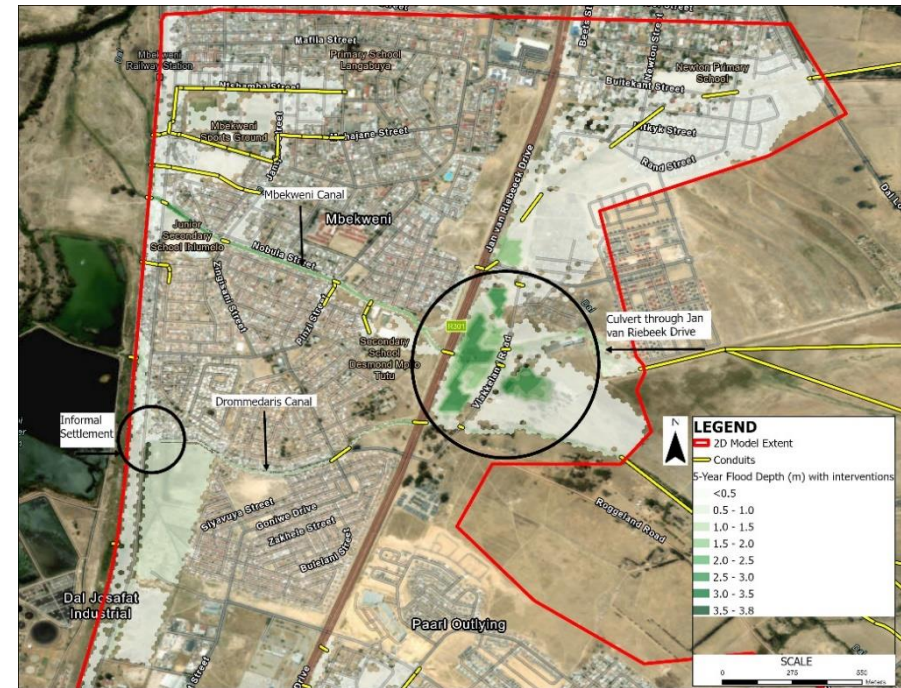 Beets St
Mafila Street
Primary School
Langabuya
Newton Street
Newton Primary
School
Mbekweni
Railway Station
Ntshamba Street
Mbekweni
Sports Ground
Street
Rand Street
Mbekweni Canal
Mbekweni
Jan van Riebeeck Drive
Dal Lo
Junior
Secondary
School Ihlumelo
Nobula Street
Zingisani Street
Pinzi Street
R301
Culvert through Jan
van Riebeek Drive
Secondary
School
Desmond Mpilo
Tutu
Vlakkeland Road
Drommedaris Canal
Informal
Settlement
N
LEGEND
2D Model Extent
Conduits
5-Year Flood Depth (m) with interventions
<0.5
0.5 - 1.0
1.0 - 1.5
1.5 - 2.0
2.0 - 2.5
2.5 - 3.0
3.0 - 3.5
3.5 - 3.8
Siyavuya Street
Goniwe Drive
Zakhele Street
Bulelani Street
Roggeland Road
Dal Josafat
Industrial
Paarl Outlying
Drive
SCALE
0 275 550
Meters